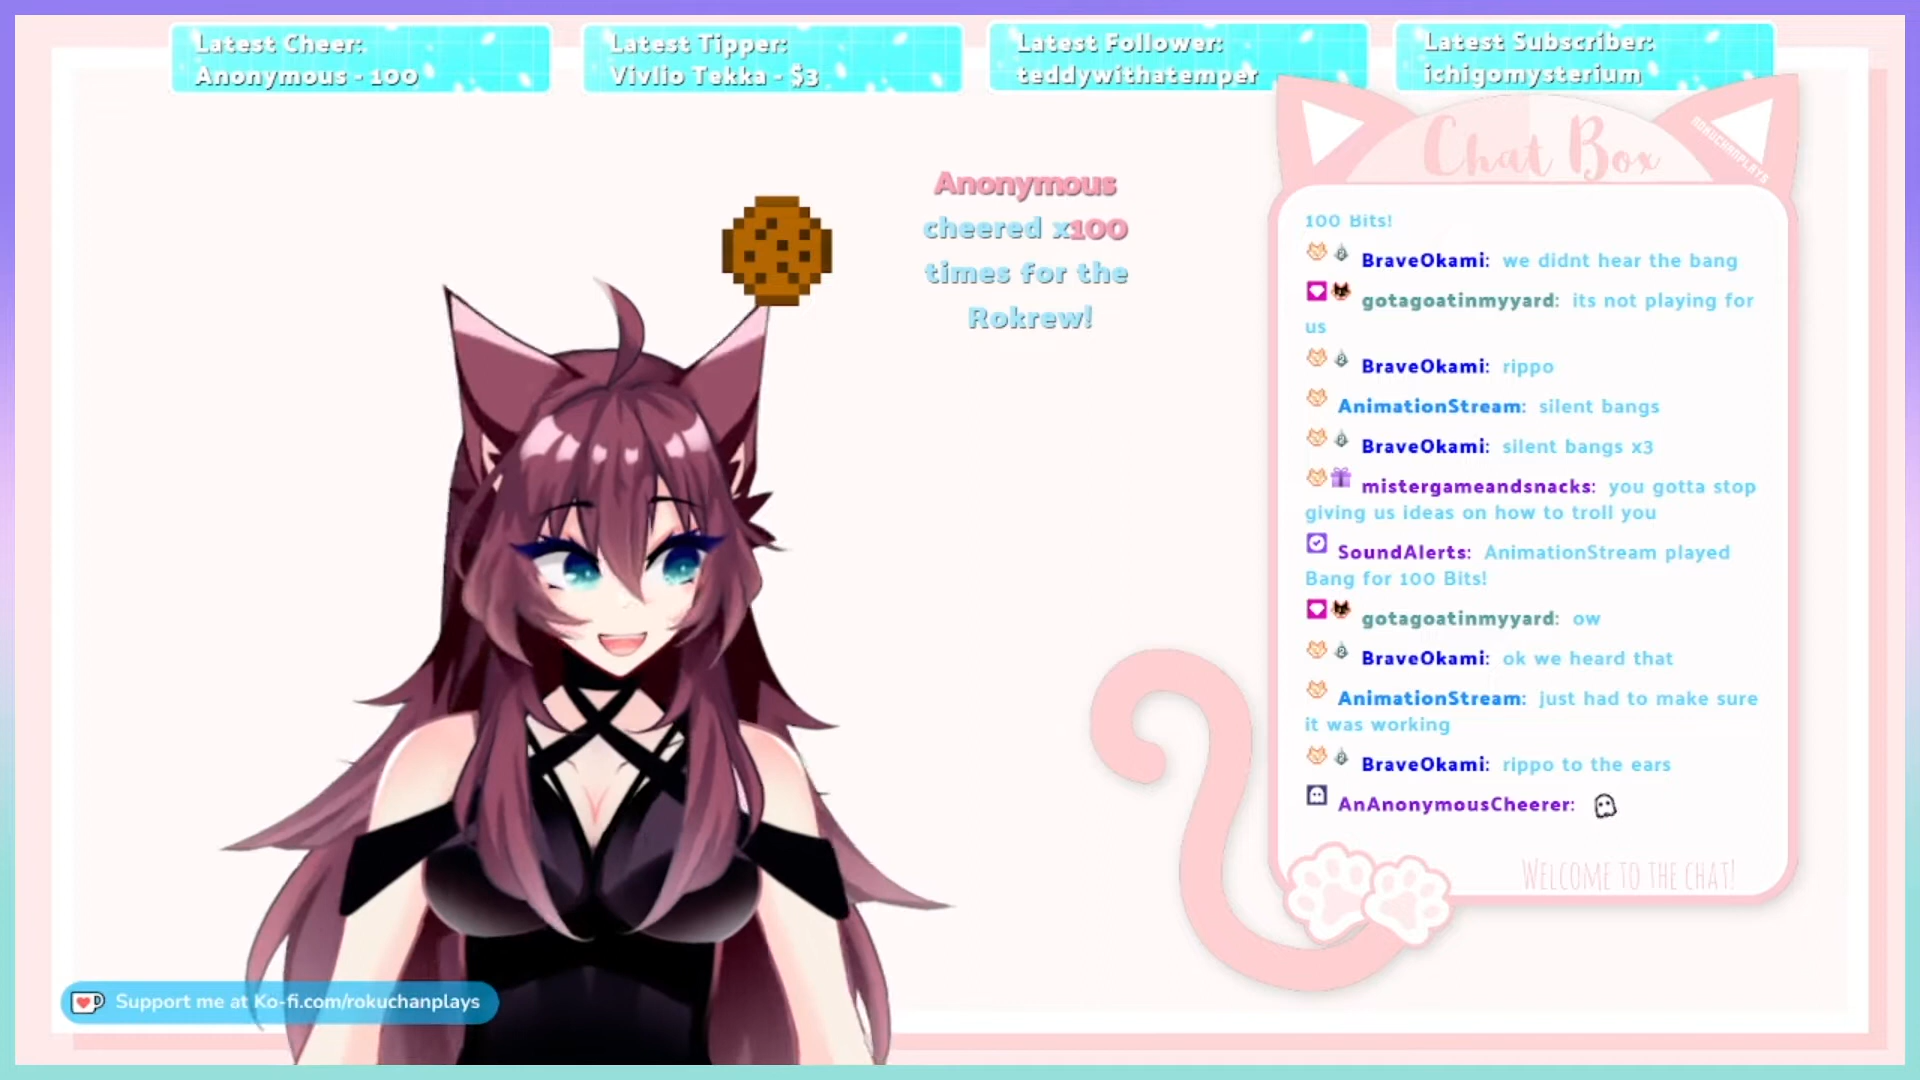 Latest Cheer:
Anonymous - 100
Latest Tipper:
Vivlio Tekka - $3
Latest Follower:
teddywithatemper
Latest Subscriber:
ichigomysterium
Anonymous
cheered x100
times for the
Rokrew!
Chat Box
ROKUCHANPLAYS
100 Bits!
BraveOkami: we didnt hear the bang
gotagoatinmyyard: its not playing for
us
BraveOkami: rippo
AnimationStream: silent bangs
BraveOkami: silent bangs x3
mistergameandsnacks: you gotta stop
giving us ideas on how to troll you
SoundAlerts: AnimationStream played
Bang for 100 Bits!
gotagoatinmyyard: ow
BraveOkami: ok we heard that
AnimationStream: just had to make sure
it was working
BraveOkami: rippo to the ears
AnAnonymousCheerer:
WELCOME TO THE CHAT!
Support me at Ko-fi.com/rokuchanplays